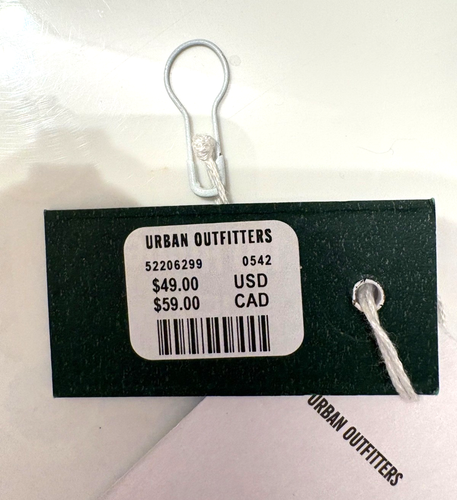 URBAN OUTFITTERS
52206299 0542
$49.00 USD
$59.00 CAD
URBAN OUTFITTERS